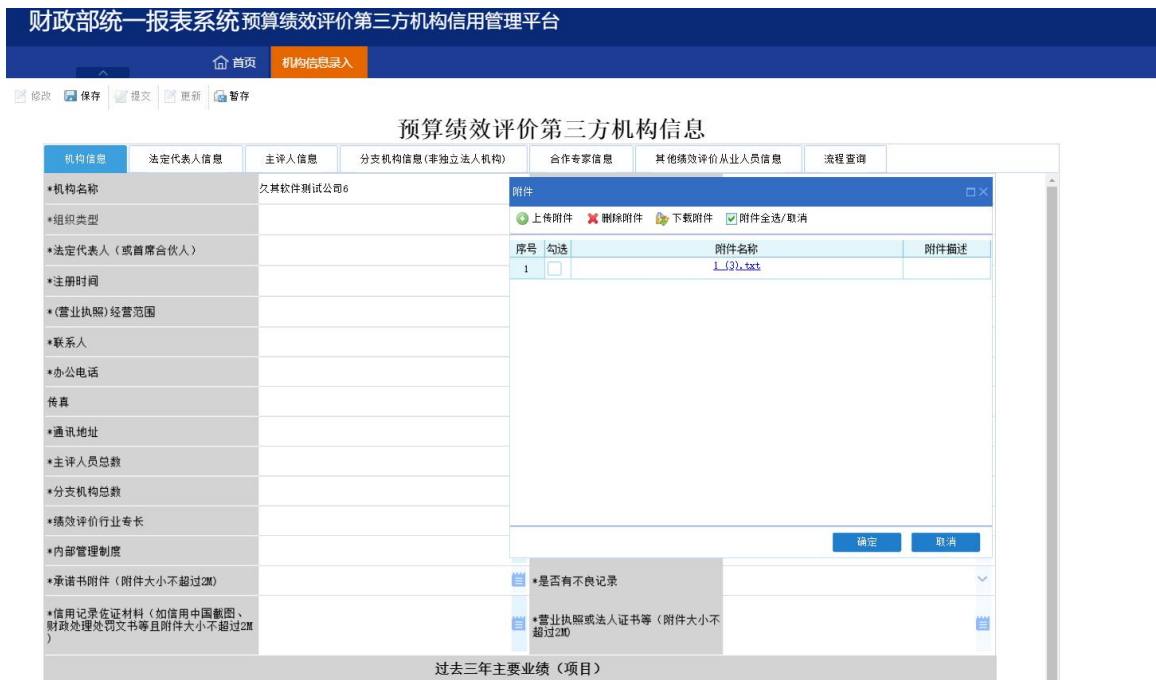 财政部统一报表系统预算绩效评价第三方机构信用管理平台
首页 机构信息录入
修改 保存 提交 更新 暂存
预算绩效评价第三方机构信息
机构信息 法定代表人信息 主评人信息 分支机构信息(非独立法人机构) 合作专家信息 其他绩效评价从业人员信息 流程查询
*机构名称 久其软件测试公司6
*组织类型
*法定代表人（或首席合伙人）
*注册时间
*(营业执照)经营范围
*联系人
*办公电话
传真
*通讯地址
*主评人员总数
*分支机构总数
*绩效评价行业专长
*内部管理制度
附件
上传附件 删除附件 下载附件 附件全选/取消
序号 勾选 附件名称 附件描述
1 1 (3).txt
确定 取消
*承诺书附件（附件大小不超过2M） *是否有不良记录
*信用记录佐证材料（如信用中国截图、
财政处理处罚文书等且附件大小不超过2M
）
*营业执照或法人证书等（附件大小不
超过2M）
过去三年主要业绩（项目）